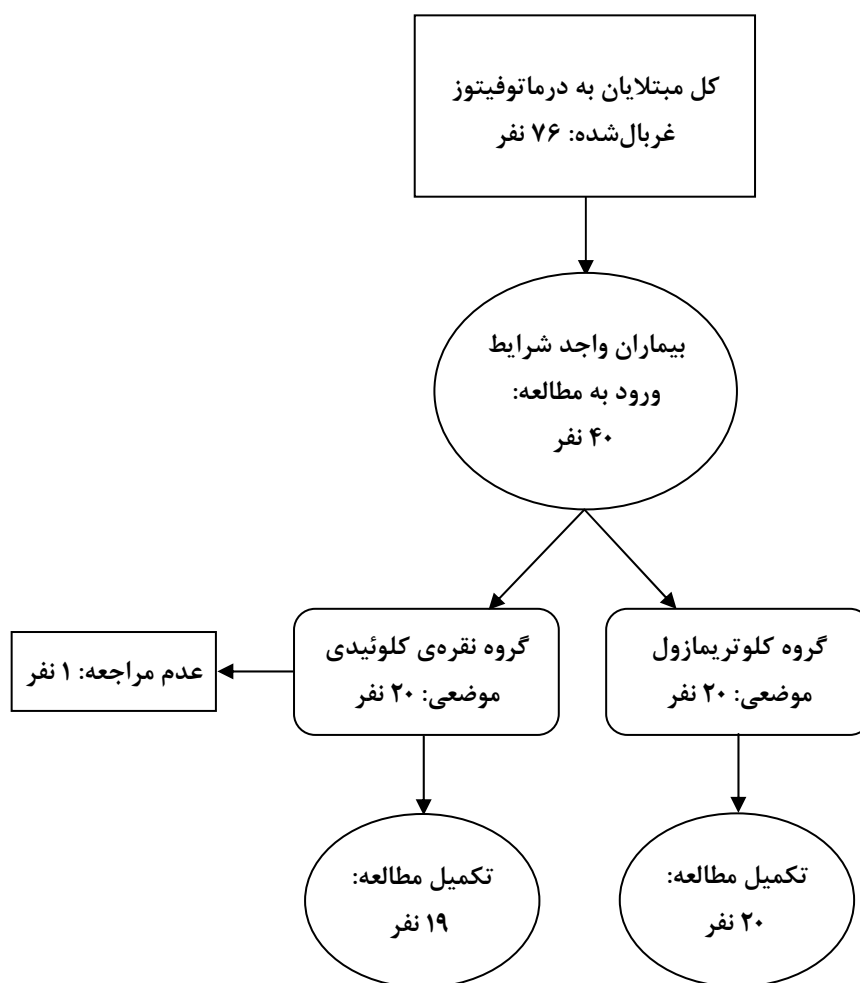 کل مبتلایان به درماتوفیتوز
غربال‌شده: ۷۶ نفر
بیماران واجد شرایط
ورود به مطالعه:
۴۰ نفر
گروه کلوتریمازول
موضعی: ۲۰ نفر
گروه نقره‌ی کلوئیدی
موضعی: ۲۰ نفر
عدم مراجعه: ۱ نفر
تکمیل مطالعه:
۲۰ نفر
تکمیل مطالعه:
۱۹ نفر